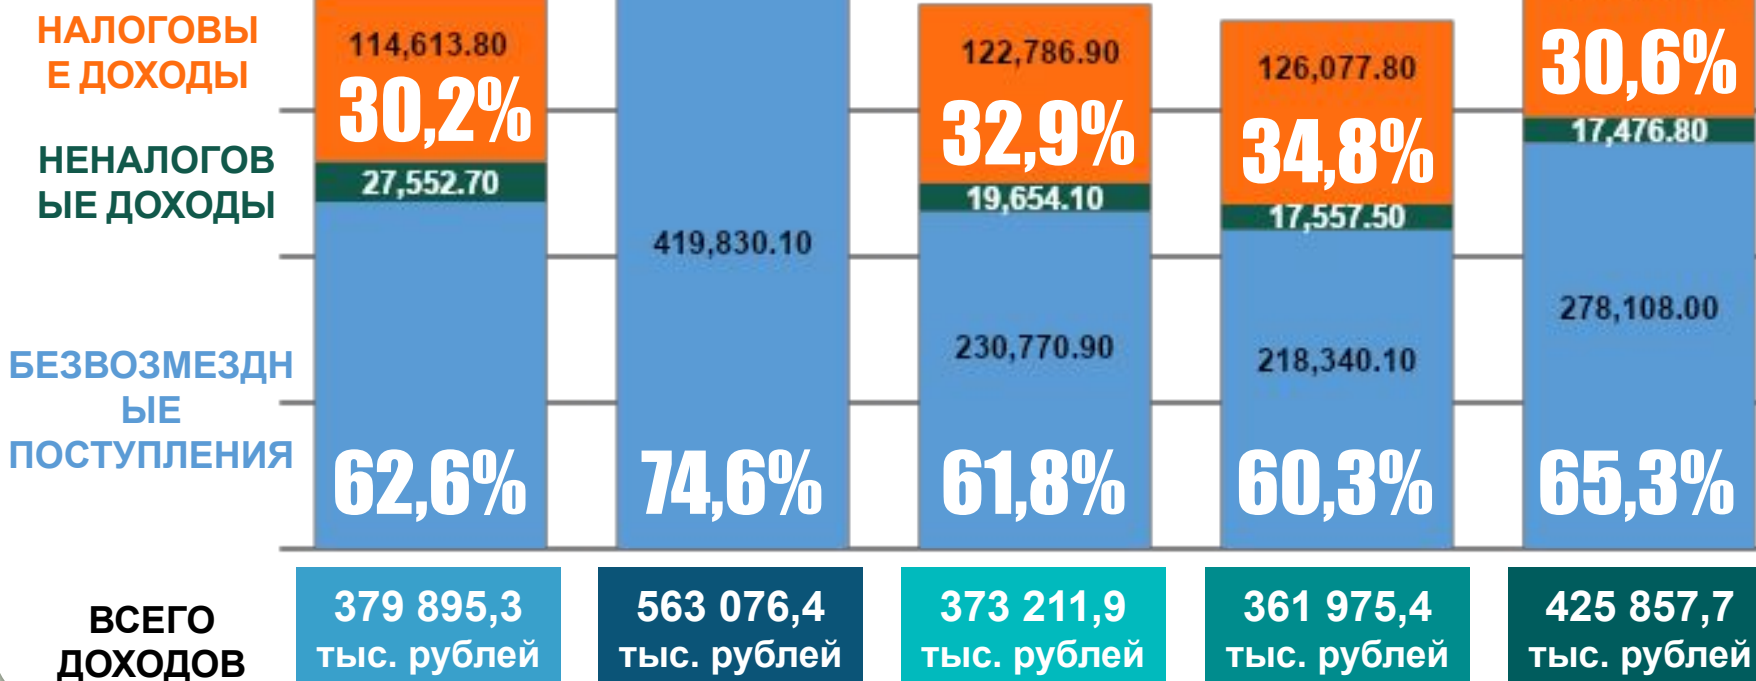 НАЛОГОВЫ
Е ДОХОДЫ
114,613.80
30,2%
122,786.90
32,9%
126,077.80
34,8%
30,6%
НЕНАЛОГОВ
ЫЕ ДОХОДЫ
27,552.70
19,654.10
17,557.50
17,476.80
БЕЗВОЗМЕЗДН
ЫЕ
ПОСТУПЛЕНИЯ
419,830.10
230,770.90
218,340.10
278,108.00
62,6%
74,6%
61,8%
60,3%
65,3%
ВСЕГО
ДОХОДОВ
379 895,3
тыс. рублей
563 076,4
тыс. рублей
373 211,9
тыс. рублей
361 975,4
тыс. рублей
425 857,7
тыс. рублей